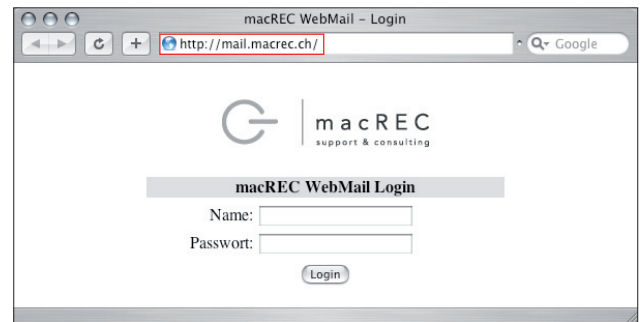 macREC WebMail – Login
http://mail.macrec.ch/
Google
macREC
support & consulting
macREC WebMail Login
Name:
Passwort:
Login